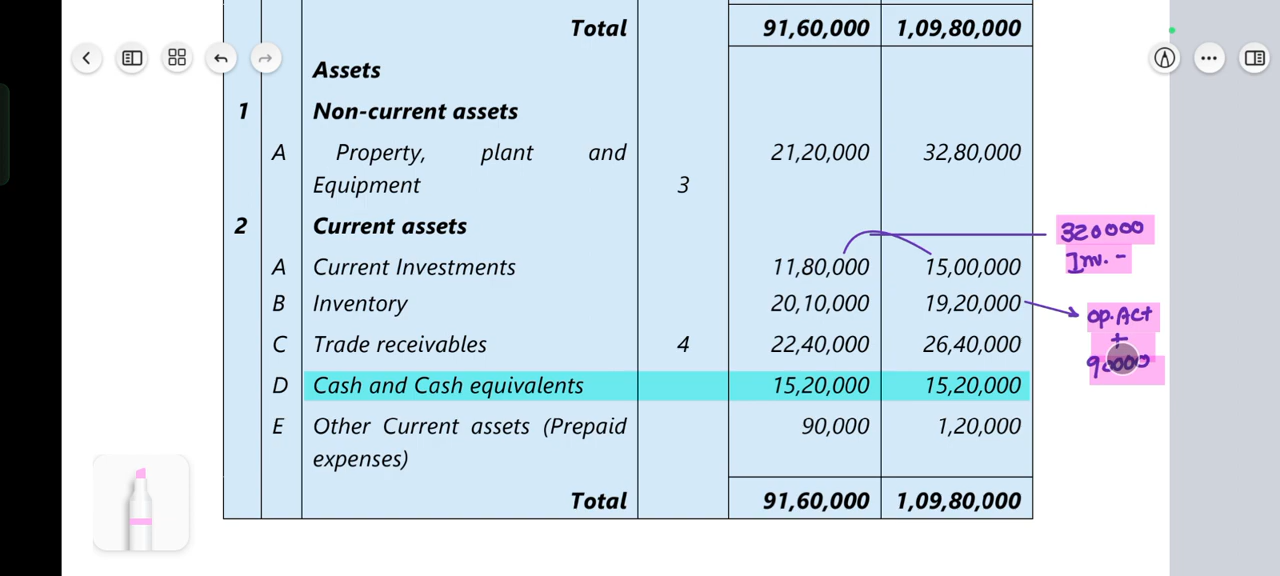 Total 91,60,000 1,09,80,000
Assets
1 Non-current assets
A Property, plant and 21,20,000 32,80,000
Equipment 3
2 Current assets
320000
A Current Investments 11,80,000 15,00,000 Inv. -
B Inventory 20,10,000 19,20,000 op. Act
+
C Trade receivables 4 22,40,000 26,40,000
90000
D Cash and Cash equivalents 15,20,000 15,20,000
E Other Current assets (Prepaid 90,000 1,20,000
expenses)
Total 91,60,000 1,09,80,000